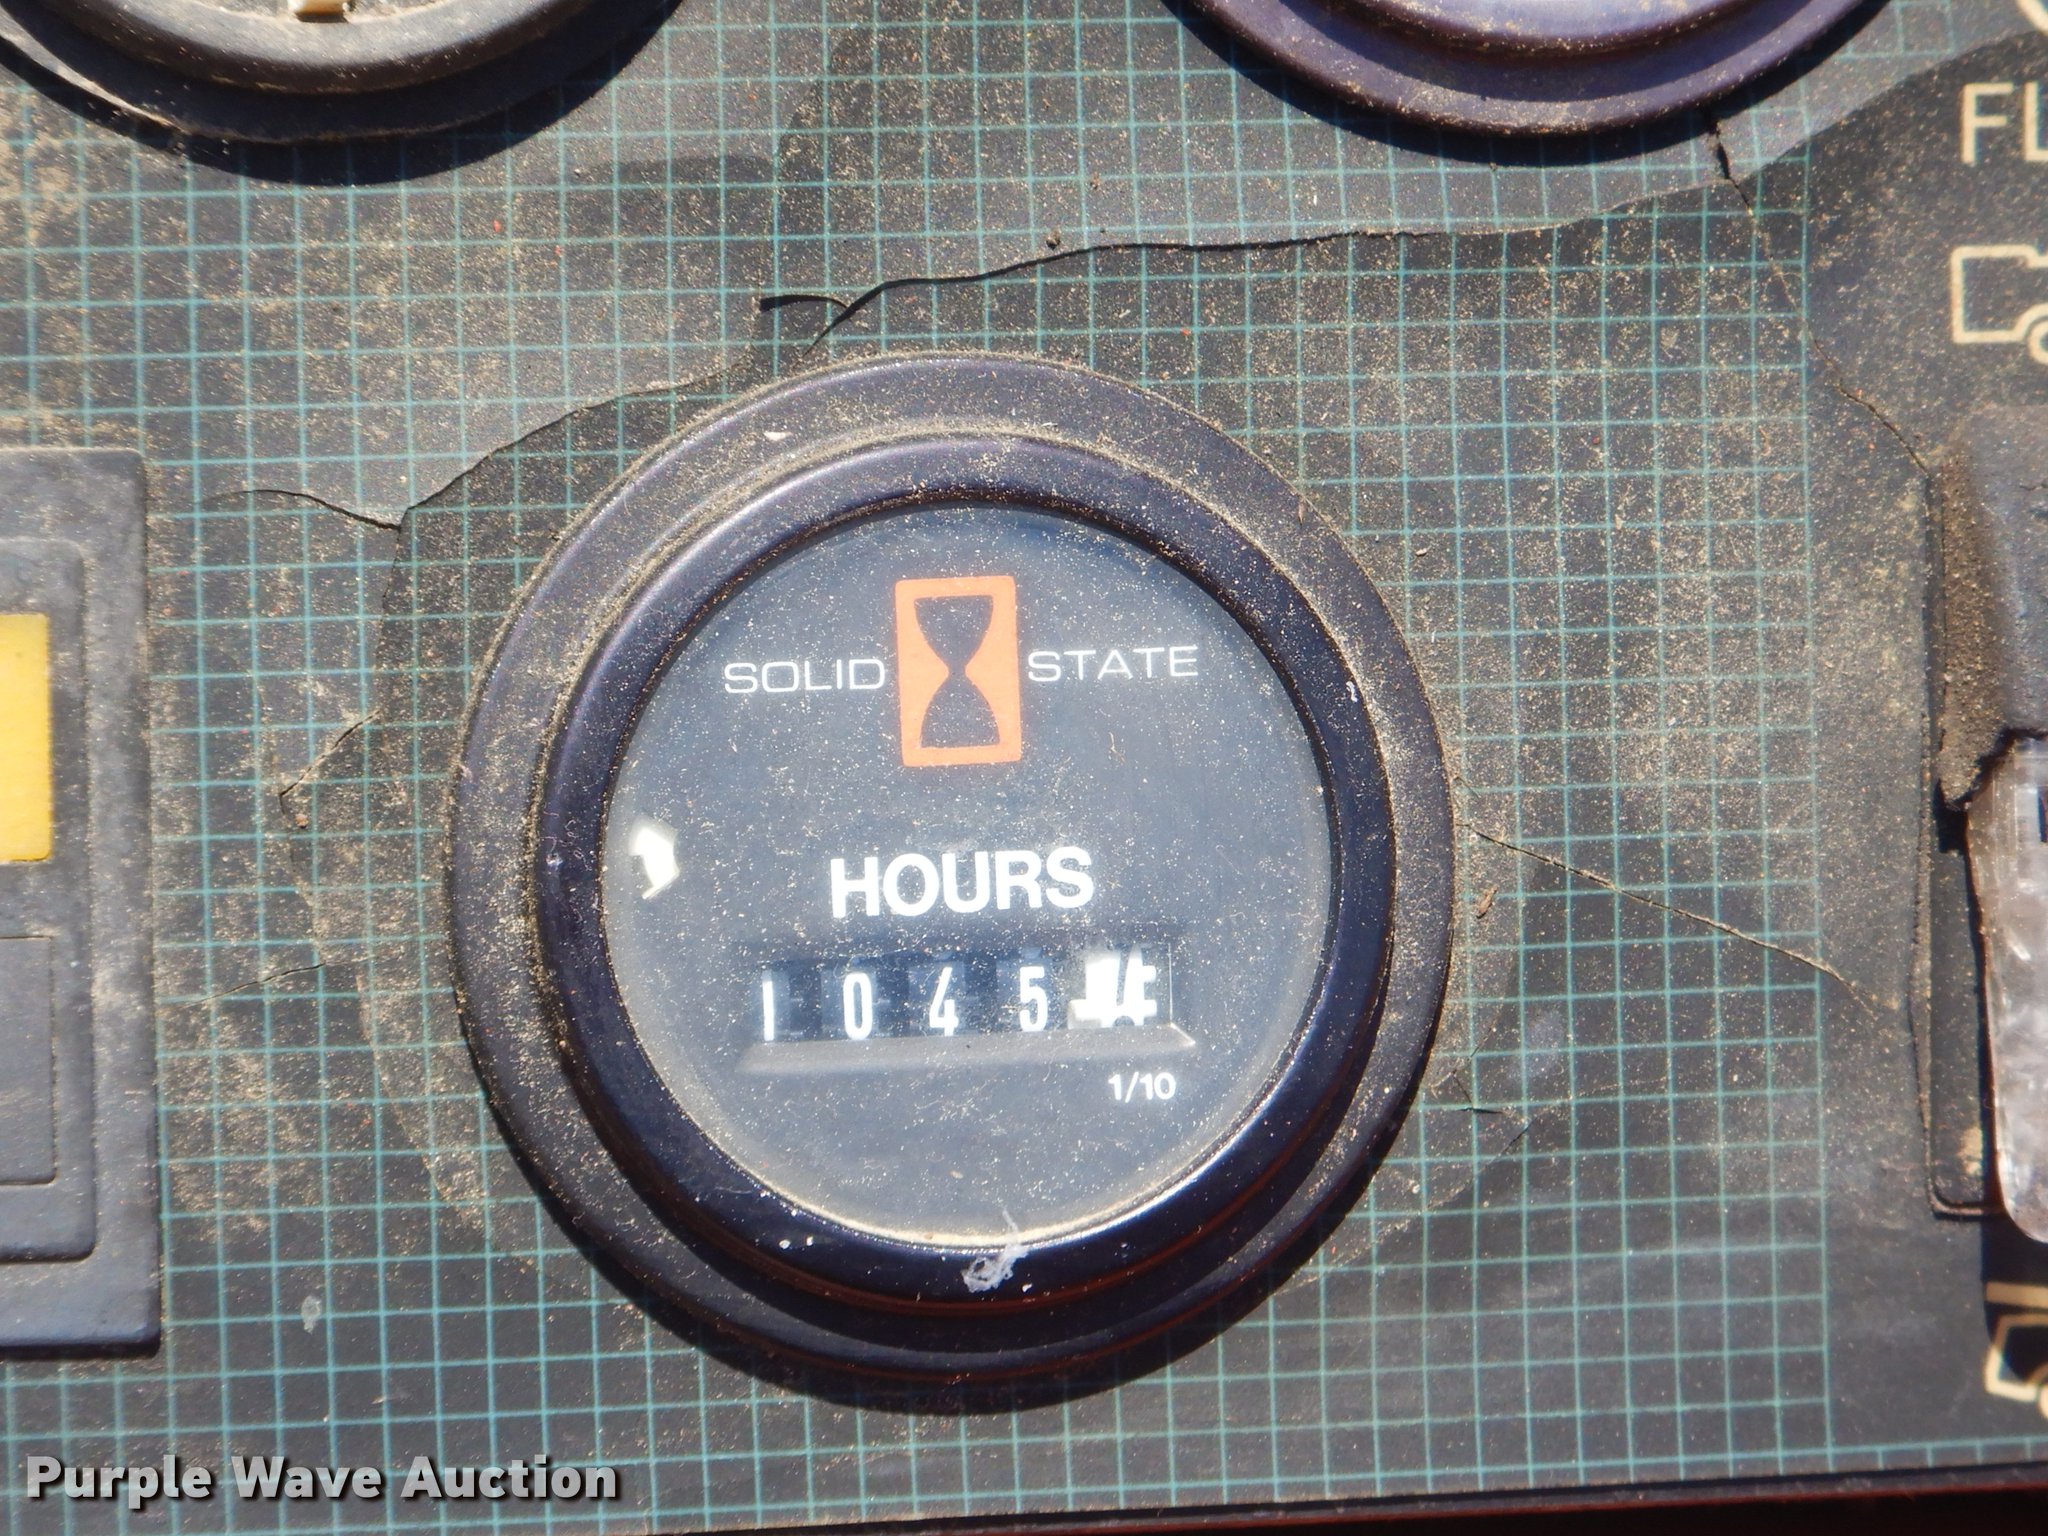 SOLID STATE
HOURS
1 0 4 5
1/10
Purple Wave Auction